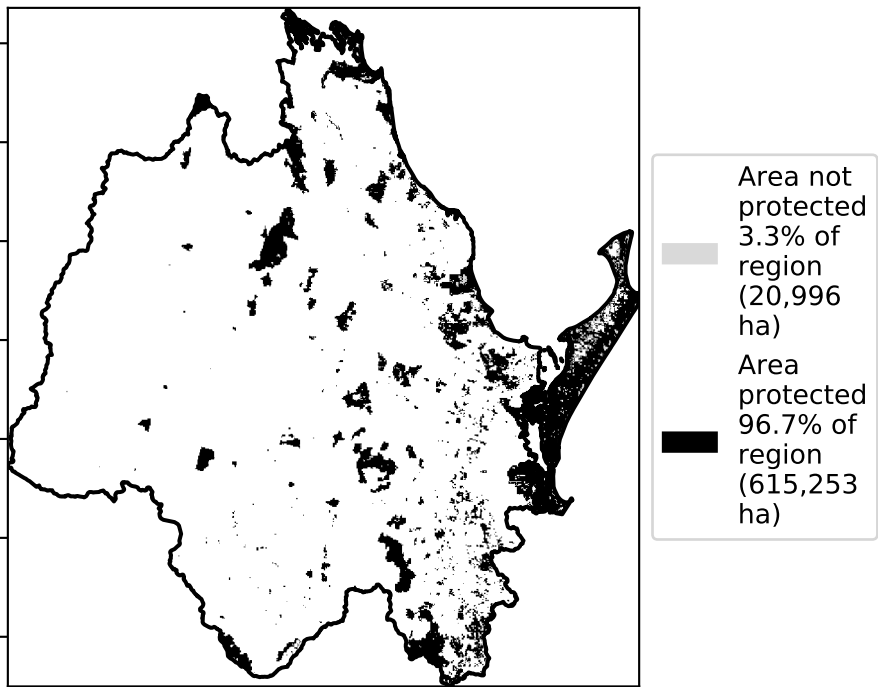 Area not
protected
3.3% of
region
(20,996
ha)
Area
protected
96.7% of
region
(615,253
ha)